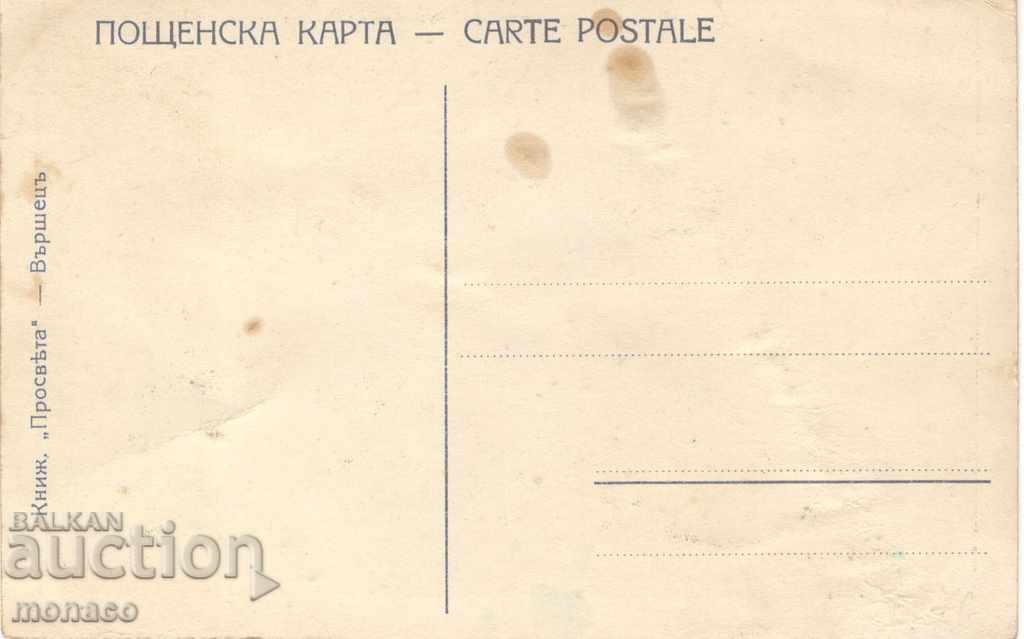 ПОЩЕНСКА КАРТА — CARTE POSTALE
Книж. „Просвѣта" — Вършецъ
BALKAN
auction
monaco